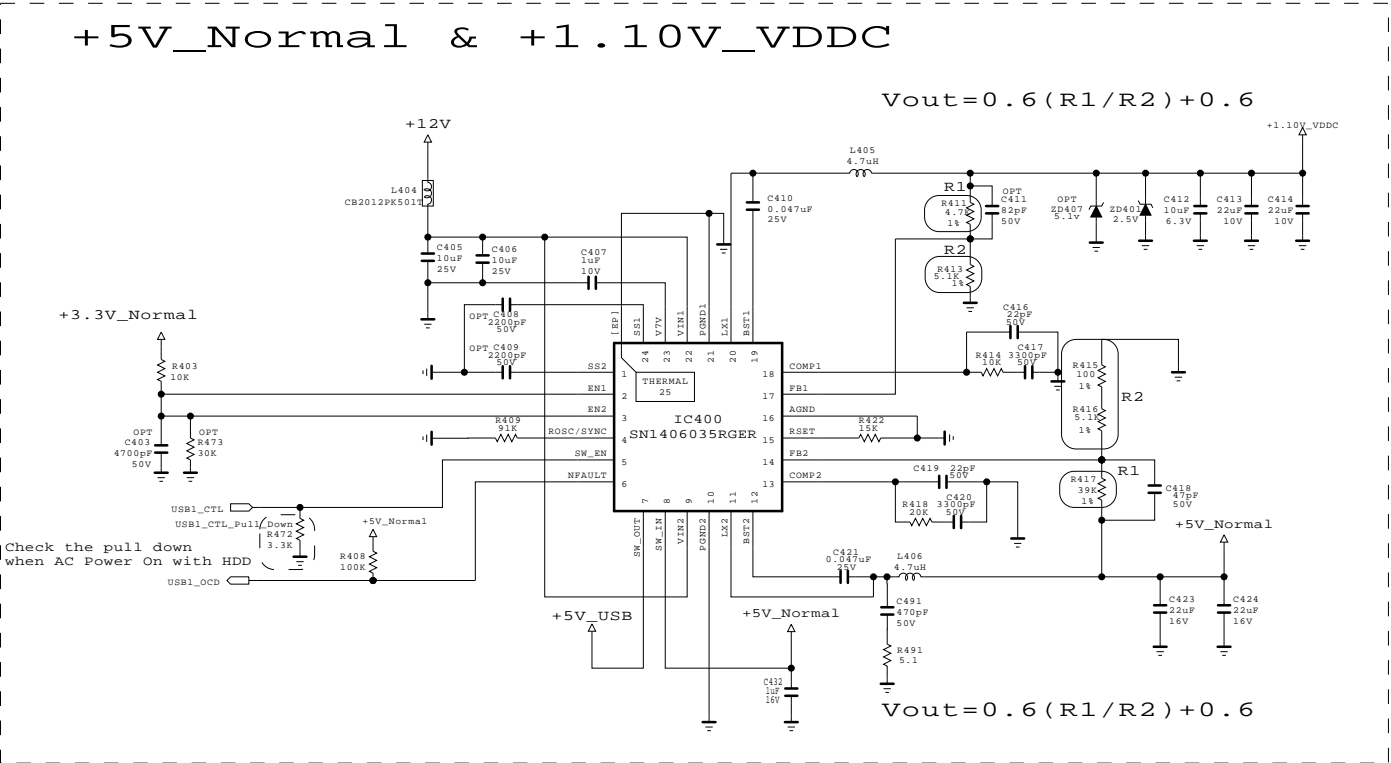 +5V_Normal & +1.10V_VDDC
Vout=0.6(R1/R2)+0.6
+12V
+1.10V_VDDC
L404
CB2012PK501T
L405
4.7uH
C410
0.047uF
25V
R1
R411
1%
OPT
C411
82pF
50V
OPT
ZD407
5.1v
ZD401
2.5V
C412
10uF
6.3V
C413
22uF
10V
C414
22uF
10V
R2
R413
5.1K
1%
C405
10uF
25V
C406
10uF
25V
C407
1uF
10V
OPT C408
2200pF
50V
OPT C409
2200pF
50V
+3.3V_Normal
R403
10K
OPT
C403
4700pF
50V
OPT
R473
30K
[EP]
SS1
V7V
VIN1
PGND1
LX1
BST1
24
23
22
21
20
19
SS2
1
EN1
2
EN2
3
ROSC/SYNC
4
SW_EN
5
NFAULT
6
THERMAL
25
IC400
SN1406035RGER
COMP1
18
FB1
17
AGND
16
RSET
15
FB2
14
COMP2
13
7
8
9
10
11
12
SW_OUT
SW_IN
VIN2
PGND2
LX2
BST2
R409
91K
R422
15K
C416
22pF
50V
R414
10K
C417
3300pF
50V
R415
100
1%
R416
5.1K
1%
R2
R1
R417
39K
1%
C418
47pF
50V
C419
22pF
50V
R418
20K
C420
3300pF
50V
USB1_CTL
USB1_CTL_Pull_Down
R472
3.3K
Check the pull down
when AC Power On with HDD
+5V_Normal
R408
100K
USB1_OCD
+5V_USB
+5V_Normal
C432
1uF
16V
C421
0.047uF
25V
L406
4.7uH
C491
470pF
50V
R491
5.1
+5V_Normal
C423
22uF
16V
C424
22uF
16V
Vout=0.6(R1/R2)+0.6